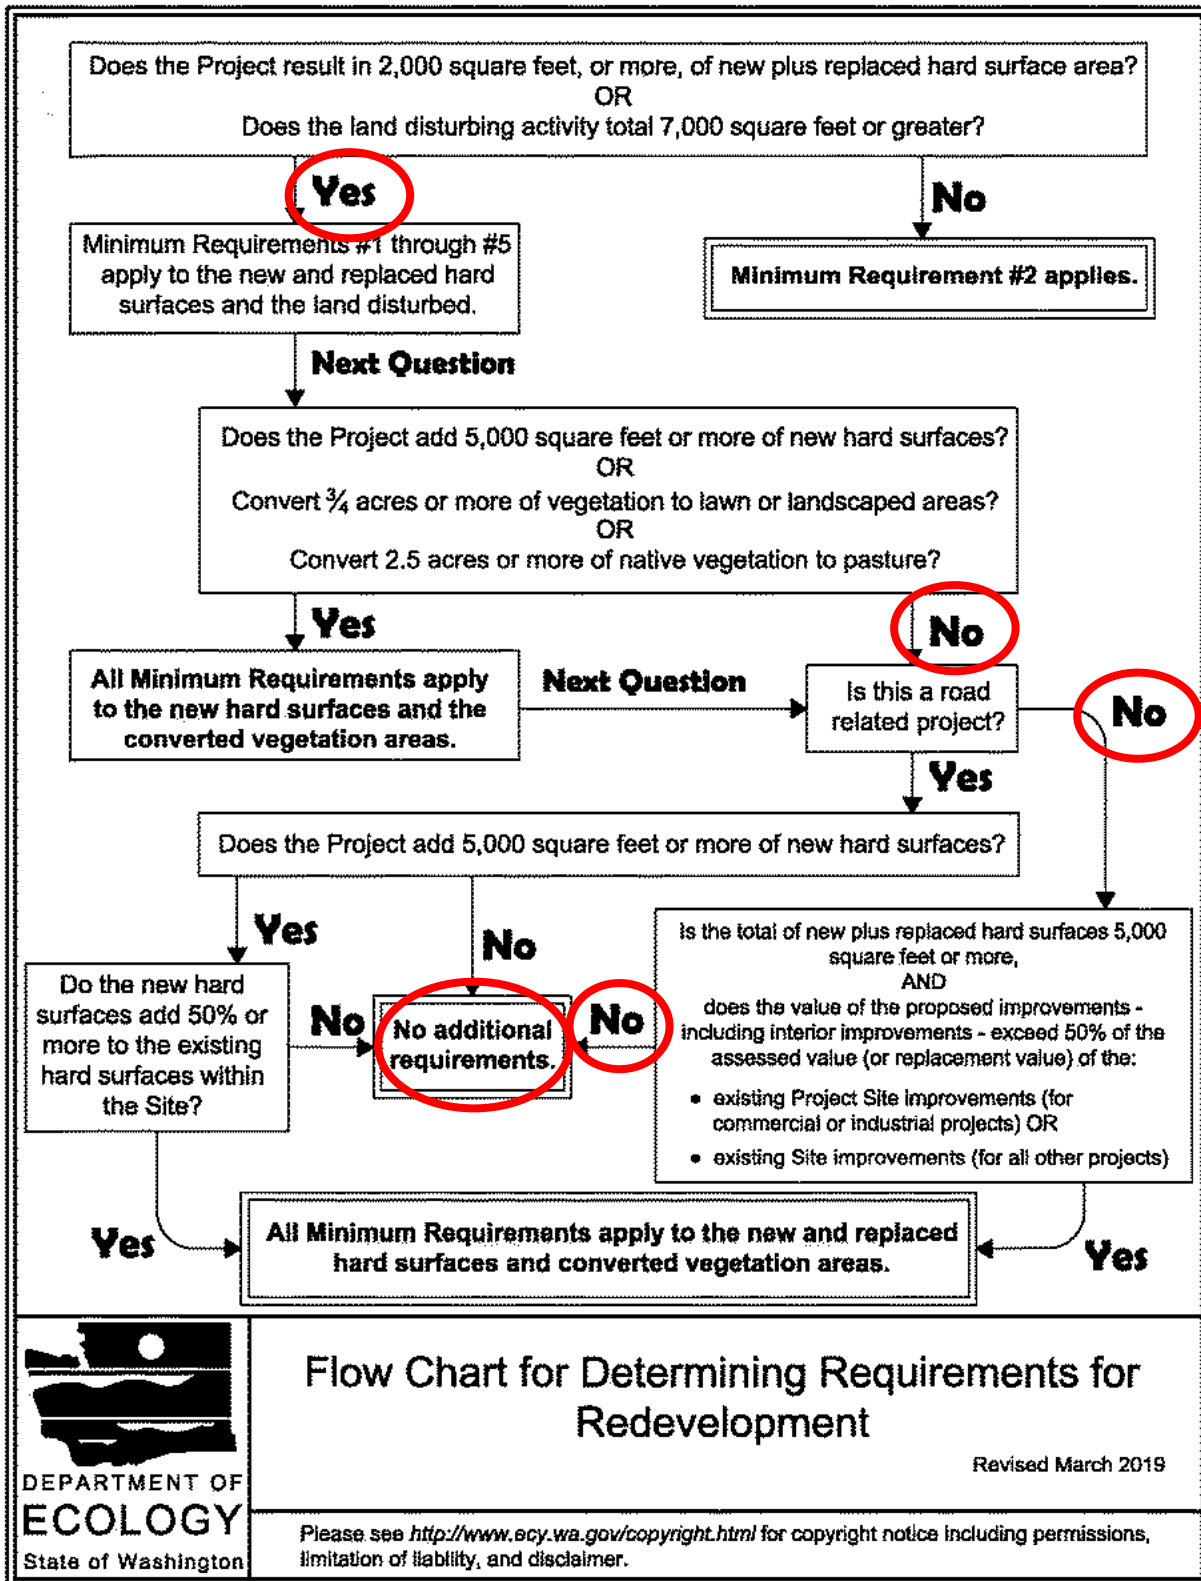 Does the Project result in 2,000 square feet, or more, of new plus replaced hard surface area?
OR
Does the land disturbing activity total 7,000 square feet or greater?
Yes
No
Minimum Requirements #1 through #5
apply to the new and replaced hard
surfaces and the land disturbed.
Minimum Requirement #2 applies.
Next Question
Does the Project add 5,000 square feet or more of new hard surfaces?
OR
Convert ¾ acres or more of vegetation to lawn or landscaped areas?
OR
Convert 2.5 acres or more of native vegetation to pasture?
Yes
No
All Minimum Requirements apply
to the new hard surfaces and the
converted vegetation areas.
Next Question
Is this a road
related project?
No
Yes
Does the Project add 5,000 square feet or more of new hard surfaces?
Yes
No
Do the new hard
surfaces add 50% or
more to the existing
hard surfaces within
the Site?
No
No additional
requirements.
No
Is the total of new plus replaced hard surfaces 5,000
square feet or more,
AND
does the value of the proposed improvements -
including interior improvements - exceed 50% of the
assessed value (or replacement value) of the:
• existing Project Site improvements (for
commercial or industrial projects) OR
• existing Site improvements (for all other projects)
Yes
All Minimum Requirements apply to the new and replaced
hard surfaces and converted vegetation areas.
Yes
DEPARTMENT OF
ECOLOGY
State of Washington
Flow Chart for Determining Requirements for
Redevelopment
Revised March 2019
Please see http://www.ecy.wa.gov/copyright.html for copyright notice including permissions,
limitation of liability, and disclaimer.